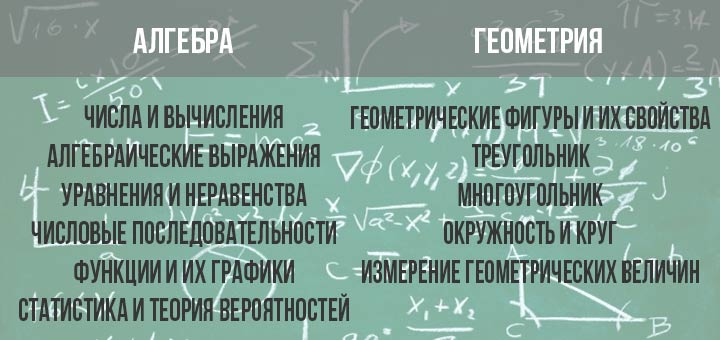 АЛГЕБРА
ЧИСЛА И ВЫЧИСЛЕНИЯ
АЛГЕБРАИЧЕСКИЕ ВЫРАЖЕНИЯ
УРАВНЕНИЯ И НЕРАВЕНСТВА
ЧИСЛОВЫЕ ПОСЛЕДОВАТЕЛЬНОСТИ
ФУНКЦИИ И ИХ ГРАФИКИ
СТАТИСТИКА И ТЕОРИЯ ВЕРОЯТНОСТЕЙ
ГЕОМЕТРИЯ
ГЕОМЕТРИЧЕСКИЕ ФИГУРЫ И ИХ СВОЙСТВА
ТРЕУГОЛЬНИК
МНОГОУГОЛЬНИК
ОКРУЖНОСТЬ И КРУГ
ИЗМЕРЕНИЕ ГЕОМЕТРИЧЕСКИХ ВЕЛИЧИН